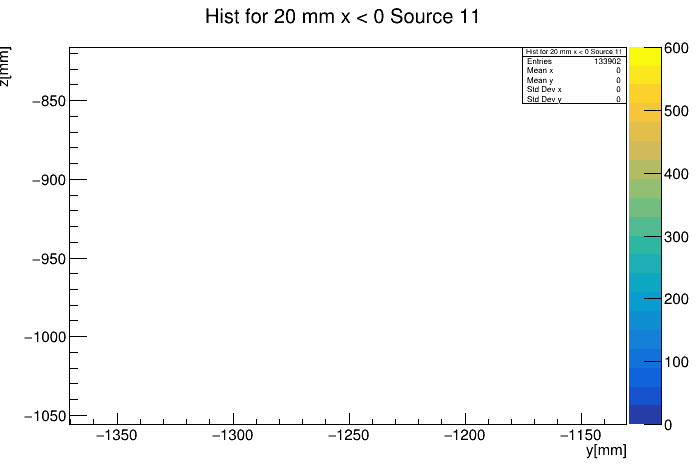 Hist for 20 mm x < 0 Source 11
z[mm]
Hist for 20 mm x < 0 Source 11
Entries 133902
Mean x 0
Mean y 0
Std Dev x 0
Std Dev y 0
−850
−900
−950
−1000
−1050
−1350
−1300
−1250
−1200
−1150
y[mm]
600
500
400
300
200
100
0